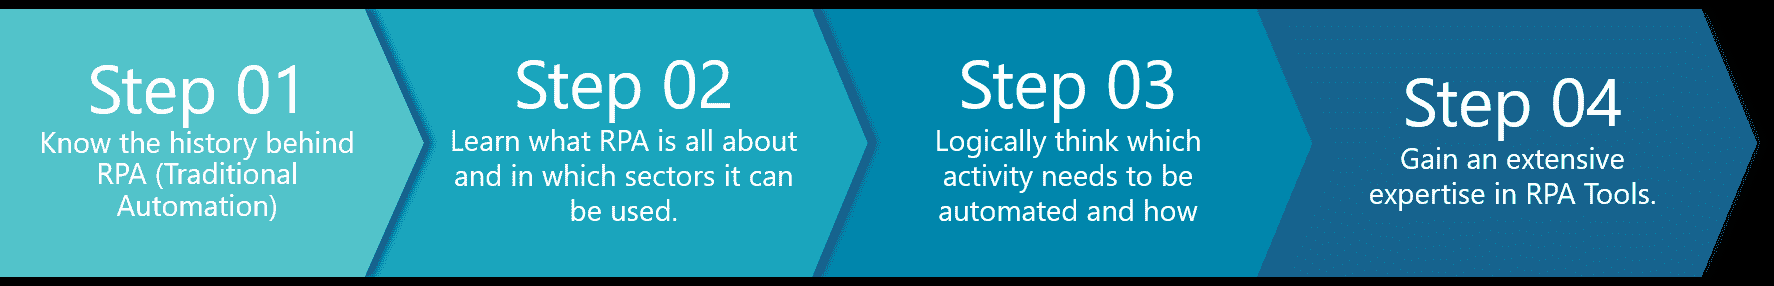 Step 01
Know the history behind
RPA (Traditional
Automation)
Step 02
Learn what RPA is all about
and in which sectors it can
be used.
Step 03
Logically think which
activity needs to be
automated and how
Step 04
Gain an extensive
expertise in RPA Tools.